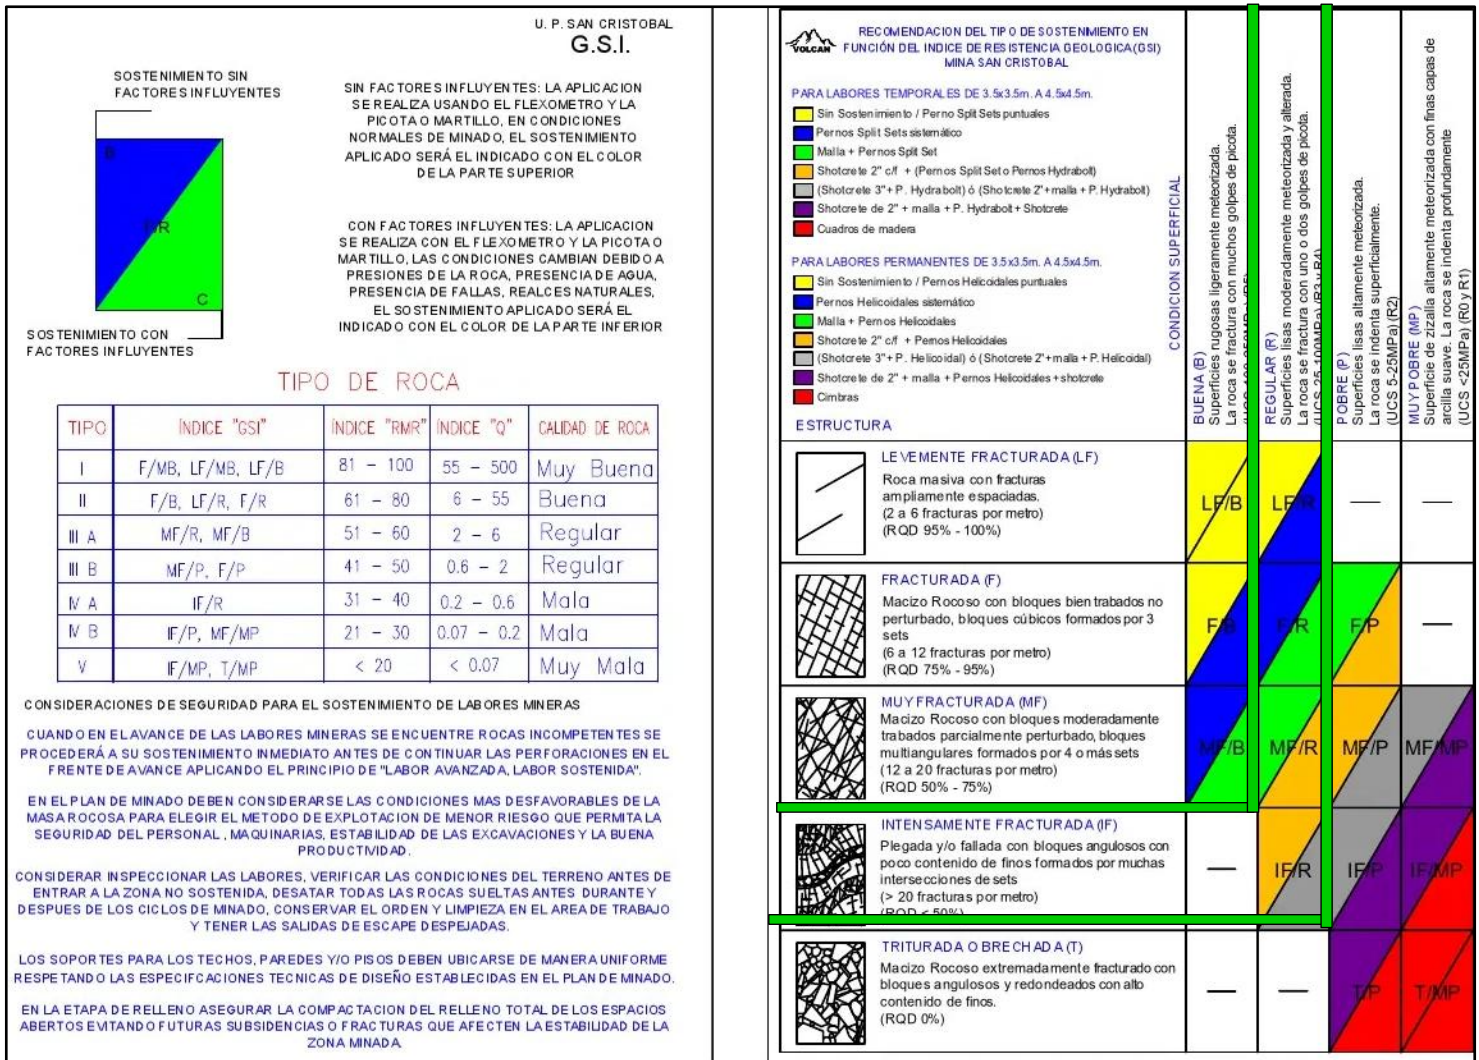 U. P. SAN CRISTOBAL
G.S.I.
SOSTENIMIENTO SIN
FACTORES INFLUYENTES
B
F/R
C
SOSTENIMIENTO CON
FACTORES INFLUYENTES
SIN FACTORES INFLUYENTES: LA APLICACION
SE REALIZA USANDO EL FLEXOMETRO Y LA
PICOTA O MARTILLO, EN CONDICIONES
NORMALES DE MINADO, EL SOSTENIMIENTO
APLICADO SERÁ EL INDICADO CON EL COLOR
DE LA PARTE SUPERIOR
CON FACTORES INFLUYENTES: LA APLICACION
SE REALIZA CON EL FLEXOMETRO Y LA PICOTA O
MARTILLO, LAS CONDICIONES CAMBIAN DEBIDO A
PRESIONES DE LA ROCA, PRESENCIA DE AGUA,
PRESENCIA DE FALLAS, REALCES NATURALES,
EL SOSTENIMIENTO APLICADO SERÁ EL
INDICADO CON EL COLOR DE LA PARTE INFERIOR
TIPO DE ROCA
TIPO ÍNDICE "GSI" ÍNDICE "RMR" ÍNDICE "Q" CALIDAD DE ROCA
I F/MB, LF/MB, LF/B 81 – 100 55 – 500 Muy Buena
II F/B, LF/R, F/R 61 – 80 6 – 55 Buena
III A MF/R, MF/B 51 – 60 2 – 6 Regular
III B MF/P, F/P 41 – 50 0.6 – 2 Regular
IV A IF/R 31 – 40 0.2 – 0.6 Mala
IV B IF/P, MF/MP 21 – 30 0.07 – 0.2 Mala
V IF/MP, T/MP < 20 < 0.07 Muy Mala
CONSIDERACIONES DE SEGURIDAD PARA EL SOSTENIMIENTO DE LABORES MINERAS
CUANDO EN EL AVANCE DE LAS LABORES MINERAS SE ENCUENTRE ROCAS INCOMPETENTES SE
PROCEDERÁ A SU SOSTENIMIENTO INMEDIATO ANTES DE CONTINUAR LAS PERFORACIONES EN EL
FRENTE DE AVANCE APLICANDO EL PRINCIPIO DE "LABOR AVANZADA, LABOR SOSTENIDA".
EN EL PLAN DE MINADO DEBEN CONSIDERARSE LAS CONDICIONES MAS DESFAVORABLES DE LA
MASA ROCOSA PARA ELEGIR EL METODO DE EXPLOTACION DE MENOR RIESGO QUE PERMITA LA
SEGURIDAD DEL PERSONAL , MAQUINARIAS, ESTABILIDAD DE LAS EXCAVACIONES Y LA BUENA
PRODUCTIVIDAD.
CONSIDERAR INSPECCIONAR LAS LABORES, VERIFICAR LAS CONDICIONES DEL TERRENO ANTES DE
ENTRAR A LA ZONA NO SOSTENIDA, DESATAR TODAS LAS ROCAS SUELTAS ANTES DURANTE Y
DESPUES DE LOS CICLOS DE MINADO, CONSERVAR EL ORDEN Y LIMPIEZA EN EL AREA DE TRABAJO
Y TENER LAS SALIDAS DE ESCAPE DESPEJADAS.
LOS SOPORTES PARA LOS TECHOS, PAREDES Y/O PISOS DEBEN UBICARSE DE MANERA UNIFORME
RESPETANDO LAS ESPECIFCACIONES TECNICAS DE DISEÑO ESTABLECIDAS EN EL PLAN DE MINADO.
EN LA ETAPA DE RELLENO ASEGURAR LA COMPACTACION DEL RELLENO TOTAL DE LOS ESPACIOS
ABERTOS EVITANDO FUTURAS SUBSIDENCIAS O FRACTURAS QUE AFECTEN LA ESTABILIDAD DE LA
ZONA MINADA.
VOLCAN
RECOMENDACION DEL TIPO DE SOSTENIMIENTO EN
FUNCIÓN DEL INDICE DE RESISTENCIA GEOLOGICA(GSI)
MINA SAN CRISTOBAL
PARA LABORES TEMPORALES DE 3.5x3.5m. A 4.5x4.5m.
Sin Sostenimiento / Perno Split Sets puntuales
Pernos Split Sets sistemático
Malla + Pernos Split Set
Shotcrete 2" c/f + (Pernos Split Set o Pernos Hydrabolt)
(Shotcrete 3"+ P. Hydrabolt) ó (Shotcrete 2"+malla + P. Hydrabolt)
Shotcrete de 2" + malla + P. Hydrabolt + Shotcrete
Cuadros de madera
PARA LABORES PERMANENTES DE 3.5x3.5m. A 4.5x4.5m.
Sin Sostenimiento / Pernos Helicoidales puntuales
Pernos Helicoidales sistemático
Malla + Pernos Helicoidales
Shotcrete 2" c/f + Pernos Helicoidales
(Shotcrete 3"+ P. Helicoidal) ó (Shotcrete 2"+malla + P. Helicoidal)
Shotcrete de 2" + malla + Pernos Helicoidales + shotcrete
Cimbras
ESTRUCTURA
CONDICION SUPERFICIAL
BUENA (B)
Superficies rugosas ligeramente meteorizada.
La roca se fractura con muchos golpes de picota.
REGULAR (R)
Superficies lisas moderadamente meteorizada y alterada.
La roca se fractura con uno o dos golpes de picota.
(UCS 25-100MPa) (R3 y R4)
POBRE (P)
Superficies lisas altamente meteorizada.
La roca se indenta superficialmente.
(UCS 5-25MPa) (R2)
MUY POBRE (MP)
Superficie de zizalla altamente meteorizada con finas capas de
arcilla suave. La roca se indenta profundamente
(UCS <25MPa) (R0 y R1)
LEVEMENTE FRACTURADA (LF)
Roca masiva con fracturas
ampliamente espaciadas.
(2 a 6 fracturas por metro)
(RQD 95% - 100%)
LF/B LF/R — —
FRACTURADA (F)
Macizo Rocoso con bloques bien trabados no
perturbado, bloques cúbicos formados por 3
sets
(6 a 12 fracturas por metro)
(RQD 75% - 95%)
F/B F/R F/P —
MUY FRACTURADA (MF)
Macizo Rocoso con bloques moderadamente
trabados parcialmente perturbado, bloques
multiangulares formados por 4 o más sets
(12 a 20 fracturas por metro)
(RQD 50% - 75%)
MF/B MF/R MF/P MF/MP
INTENSAMENTE FRACTURADA (IF)
Plegada y/o fallada con bloques angulosos con
poco contenido de finos formados por muchas
intersecciones de sets
(> 20 fracturas por metro)
(RQD < 50%)
— IF/R IF/P IF/MP
TRITURADA O BRECHADA (T)
Macizo Rocoso extremadamente fracturado con
bloques angulosos y redondeados con alto
contenido de finos.
(RQD 0%)
— — T/P T/MP